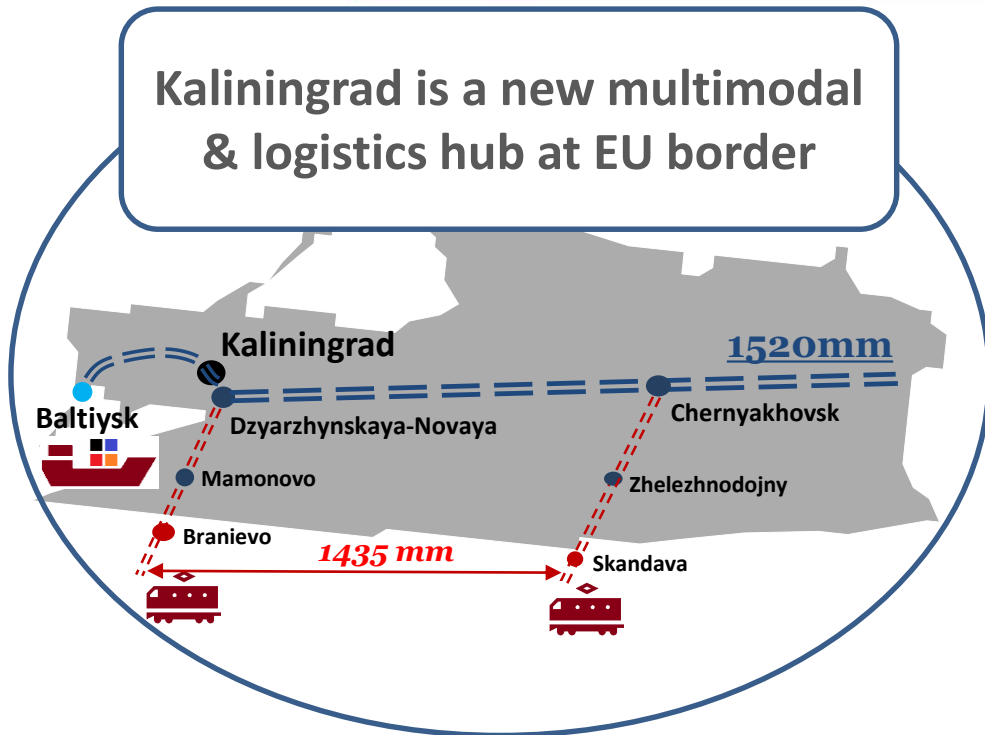 Kaliningrad is a new multimodal
& logistics hub at EU border
Kaliningrad
1520mm
Baltiysk
Dzyarzhynskaya-Novaya
Chernyakhovsk
Mamonovo
Zhelezhnodojny
Branievo
1435 mm
Skandava